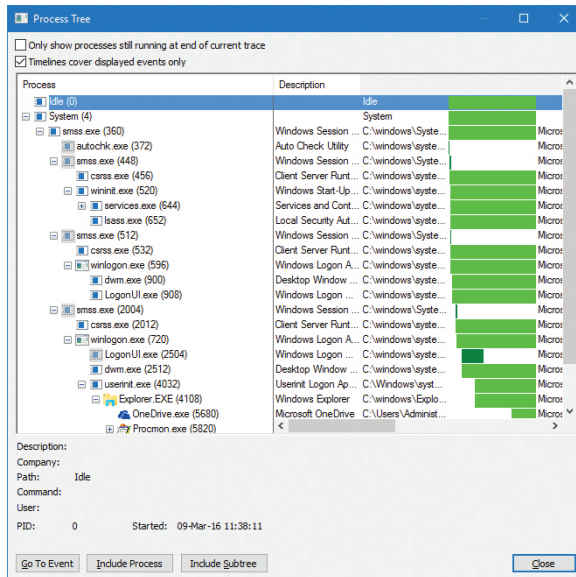 Process Tree
Only show processes still running at end of current trace
Timelines cover displayed events only
Process Description
Idle (0) Idle
System (4) System
smss.exe (360) Windows Session ... C:\windows\Syste... Micros
autochk.exe (372) Auto Check Utility C:\windows\syste... Micros
smss.exe (448) Windows Session ... C:\windows\Syste... Micros
csrss.exe (456) Client Server Runt... C:\windows\syste... Micros
wininit.exe (520) Windows Start-Up... C:\windows\syste... Micros
services.exe (644) Services and Cont... C:\windows\syste... Micros
lsass.exe (652) Local Security Aut... C:\windows\syste... Micros
smss.exe (512) Windows Session ... C:\windows\Syste... Micros
csrss.exe (532) Client Server Runt... C:\windows\syste... Micros
winlogon.exe (596) Windows Logon A... C:\windows\syste... Micros
dwm.exe (900) Desktop Window ... C:\windows\syste... Micros
LogonUI.exe (908) Windows Logon ... C:\windows\syste... Micros
smss.exe (2004) Windows Session ... C:\windows\Syste... Micros
csrss.exe (2012) Client Server Runt... C:\windows\syste... Micros
winlogon.exe (720) Windows Logon A... C:\windows\syste... Micros
LogonUI.exe (2504) Windows Logon ... C:\windows\syste... Micros
dwm.exe (2512) Desktop Window ... C:\windows\syste... Micros
userinit.exe (4032) Userinit Logon Ap... C:\Windows\syst... Micros
Explorer.EXE (4108) Windows Explorer C:\windows\Explo... Micros
OneDrive.exe (5680) Microsoft OneDrive C:\Users\Administ... Micros
Procmon.exe (5820)
Description:
Company:
Path: Idle
Command:
User:
PID: 0 Started: 09-Mar-16 11:38:11
Go To Event Include Process Include Subtree Close